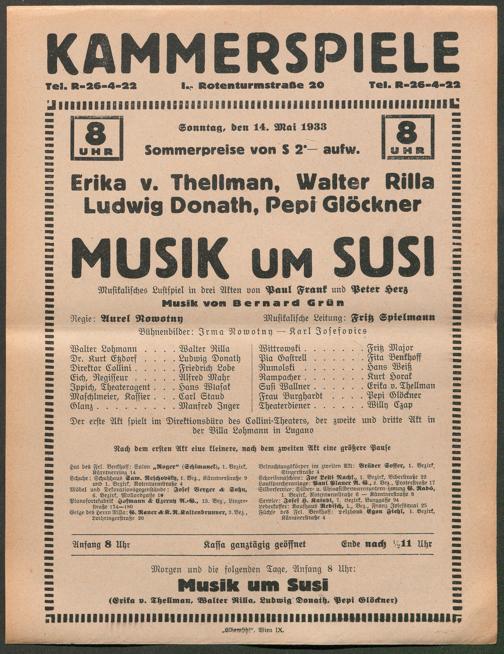 KAMMERSPIELE
Tel. R-26-4-22 I., Rotenturmstraße 20 Tel. R-26-4-22
8 UHR
Sonntag, den 14. Mai 1933
Sommerpreise von S 2·— aufw.
8 UHR
Erika v. Thellman, Walter Rilla
Ludwig Donath, Pepi Glöckner
MUSIK UM SUSI
Musikalisches Lustspiel in drei Akten von Paul Frank und Peter Herz
Musik von Bernard Grün
Regie: Aurel Nowotny Musikalische Leitung: Fritz Spielmann
Bühnenbilder: Irma Nowotny — Karl Josefovics
Walter Lohmann . . . . Walter Rilla
Dr. Kurt Etzdorf . . . . Ludwig Donath
Direktor Collini . . . . Friedrich Lobe
Eich, Regisseur . . . . Alfred Mahr
Ippich, Theateragent . . . Hans Wlasak
Maschlmeier, Kassier . . Carl Staud
Glanz . . . . Manfred Inger
Wittrowski . . . . Fritz Major
Pia Gastrell . . . . Fita Benkhoff
Rumolski . . . . Hans Weiß
Rampacher . . . . Kurt Horak
Susi Wallner . . . . Erika v. Thellman
Frau Burghardt . . . . Pepi Glöckner
Theaterdiener . . . . Willy Czap
Der erste Akt spielt im Direktionsbüro des Collini-Theaters, der zweite und dritte Akt in
der Villa Lohmann in Lugano
Nach dem ersten Akt eine kleinere, nach dem zweiten Akt eine größere Pause
Anfang 8 Uhr Kassa ganztägig geöffnet Ende nach ½11 Uhr
Morgen und die folgenden Tage, Anfang 8 Uhr:
Musik um Susi
(Erika v. Thellman, Walter Rilla, Ludwig Donath, Pepi Glöckner)
Wien IX.